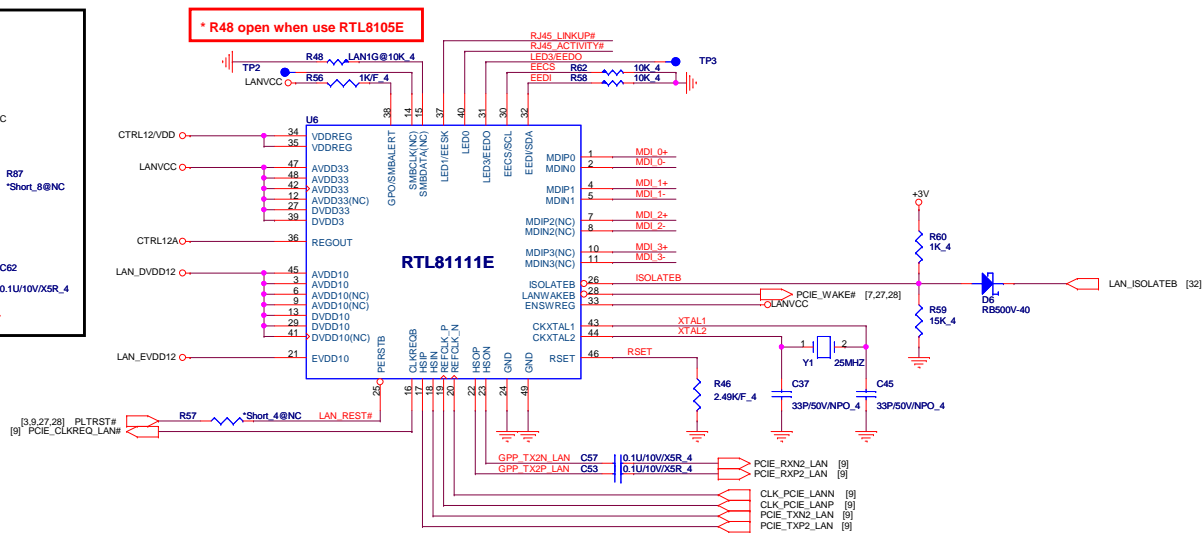 * R48 open when use RTL8105E
C
R87
*Short_8@NC
C62
0.1U/10V/X5R_4
TP2
R48 LAN1G@10K_4
LANVCC
R56 1K/F_4
RJ45_LINKUP#
RJ45_ACTIVITY#
LED3/EEDO
TP3
EECS R62 10K_4
EEDI R58 10K_4
U6
38 14 15 37 40 31 30 32
GPO/SMBALERT
SMBCLK(NC)
SMBDATA(NC)
LED1/EESK
LED0
LED3/EEDO
EECS/SCL
EEDI/SDA
CTRL12/VDD
34 VDDREG
35 VDDREG
LANVCC
47 AVDD33
48 AVDD33
42 AVDD33
12 AVDD33(NC)
27 DVDD33
39 DVDD3
CTRL12A
36 REGOUT
LAN_DVDD12
45 AVDD10
3 AVDD10
6 AVDD10(NC)
9 AVDD10(NC)
13 DVDD10
29 DVDD10
41 DVDD10(NC)
LAN_EVDD12
21 EVDD10
RTL81111E
MDIP0 1 MDI_0+
MDIN0 2 MDI_0-
MDIP1 4 MDI_1+
MDIN1 5 MDI_1-
MDIP2(NC) 7 MDI_2+
MDIN2(NC) 8 MDI_2-
MDIP3(NC) 10 MDI_3+
MDIN3(NC) 11 MDI_3-
ISOLATEB 26 ISOLATEB
LANWAKEB 28 PCIE_WAKE# [7,27,28]
ENSWREG 33 LANVCC
CKXTAL1 43 XTAL1
CKXTAL2 44 XTAL2
RSET 46 RSET
PERSTB
CLKREQB
HSIP
HSIN
REFCLK_P
REFCLK_N
HSOP
HSON
GND
GND
25 16 17 18 19 20 22 23 24 49
+3V
R60
1K_4
R59
15K_4
D6
RB500V-40
LAN_ISOLATEB [32]
1 2
Y1 25MHZ
R46
2.49K/F_4
C37
33P/50V/NPO_4
C45
33P/50V/NPO_4
[3,9,27,28] PLTRST#
R57 *Short_4@NC
LAN_REST#
[9] PCIE_CLKREQ_LAN#
GPP_TX2N_LAN C57 0.1U/10V/X5R_4 PCIE_RXN2_LAN [9]
GPP_TX2P_LAN C53 0.1U/10V/X5R_4 PCIE_RXP2_LAN [9]
CLK_PCIE_LANN [9]
CLK_PCIE_LANP [9]
PCIE_TXN2_LAN [9]
PCIE_TXP2_LAN [9]